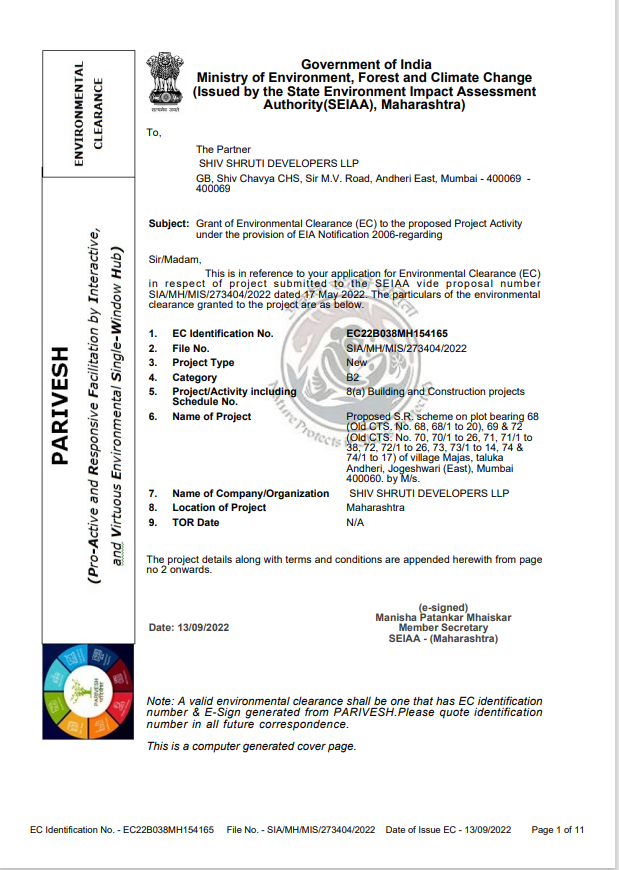 ENVIRONMENTAL
CLEARANCE
PARIVESH
(Pro-Active and Responsive Facilitation by Interactive,
and Virtuous Environmental Single-Window Hub)
सत्यमेव जयते
Government of India
Ministry of Environment, Forest and Climate Change
(Issued by the State Environment Impact Assessment
Authority(SEIAA), Maharashtra)
To,
The Partner
SHIV SHRUTI DEVELOPERS LLP
GB, Shiv Chavya CHS, Sir M.V. Road, Andheri East, Mumbai - 400069 -
400069
Subject: Grant of Environmental Clearance (EC) to the proposed Project Activity
under the provision of EIA Notification 2006-regarding
Sir/Madam,
This is in reference to your application for Environmental Clearance (EC)
in respect of project submitted to the SEIAA vide proposal number
SIA/MH/MIS/273404/2022 dated 17 May 2022. The particulars of the environmental
clearance granted to the project are as below.
1. EC Identification No. EC22B038MH154165
2. File No. SIA/MH/MIS/273404/2022
3. Project Type New
4. Category B2
5. Project/Activity including 8(a) Building and Construction projects
Schedule No.
6. Name of Project Proposed S.R. scheme on plot bearing 68
(Old CTS. No. 68, 68/1 to 20), 69 & 72
(Old CTS. No. 70, 70/1 to 26, 71, 71/1 to
38, 72, 72/1 to 26, 73, 73/1 to 14, 74 &
74/1 to 17) of village Majas, taluka
Andheri, Jogeshwari (East), Mumbai
400060. by M/s.
7. Name of Company/Organization SHIV SHRUTI DEVELOPERS LLP
8. Location of Project Maharashtra
9. TOR Date N/A
The project details along with terms and conditions are appended herewith from page
no 2 onwards.
(e-signed)
Manisha Patankar Mhaiskar
Date: 13/09/2022 Member Secretary
SEIAA - (Maharashtra)
PARIVESH
Note: A valid environmental clearance shall be one that has EC identification
number & E-Sign generated from PARIVESH.Please quote identification
number in all future correspondence.
This is a computer generated cover page.
EC Identification No. - EC22B038MH154165 File No. - SIA/MH/MIS/273404/2022 Date of Issue EC - 13/09/2022 Page 1 of 11